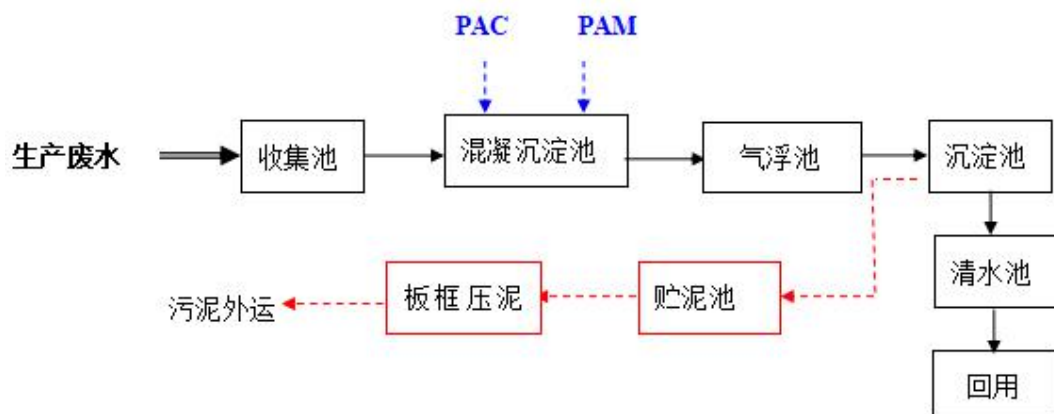 PAC
PAM
生产废水
收集池
混凝沉淀池
气浮池
沉淀池
清水池
回用
贮泥池
板框压泥
污泥外运